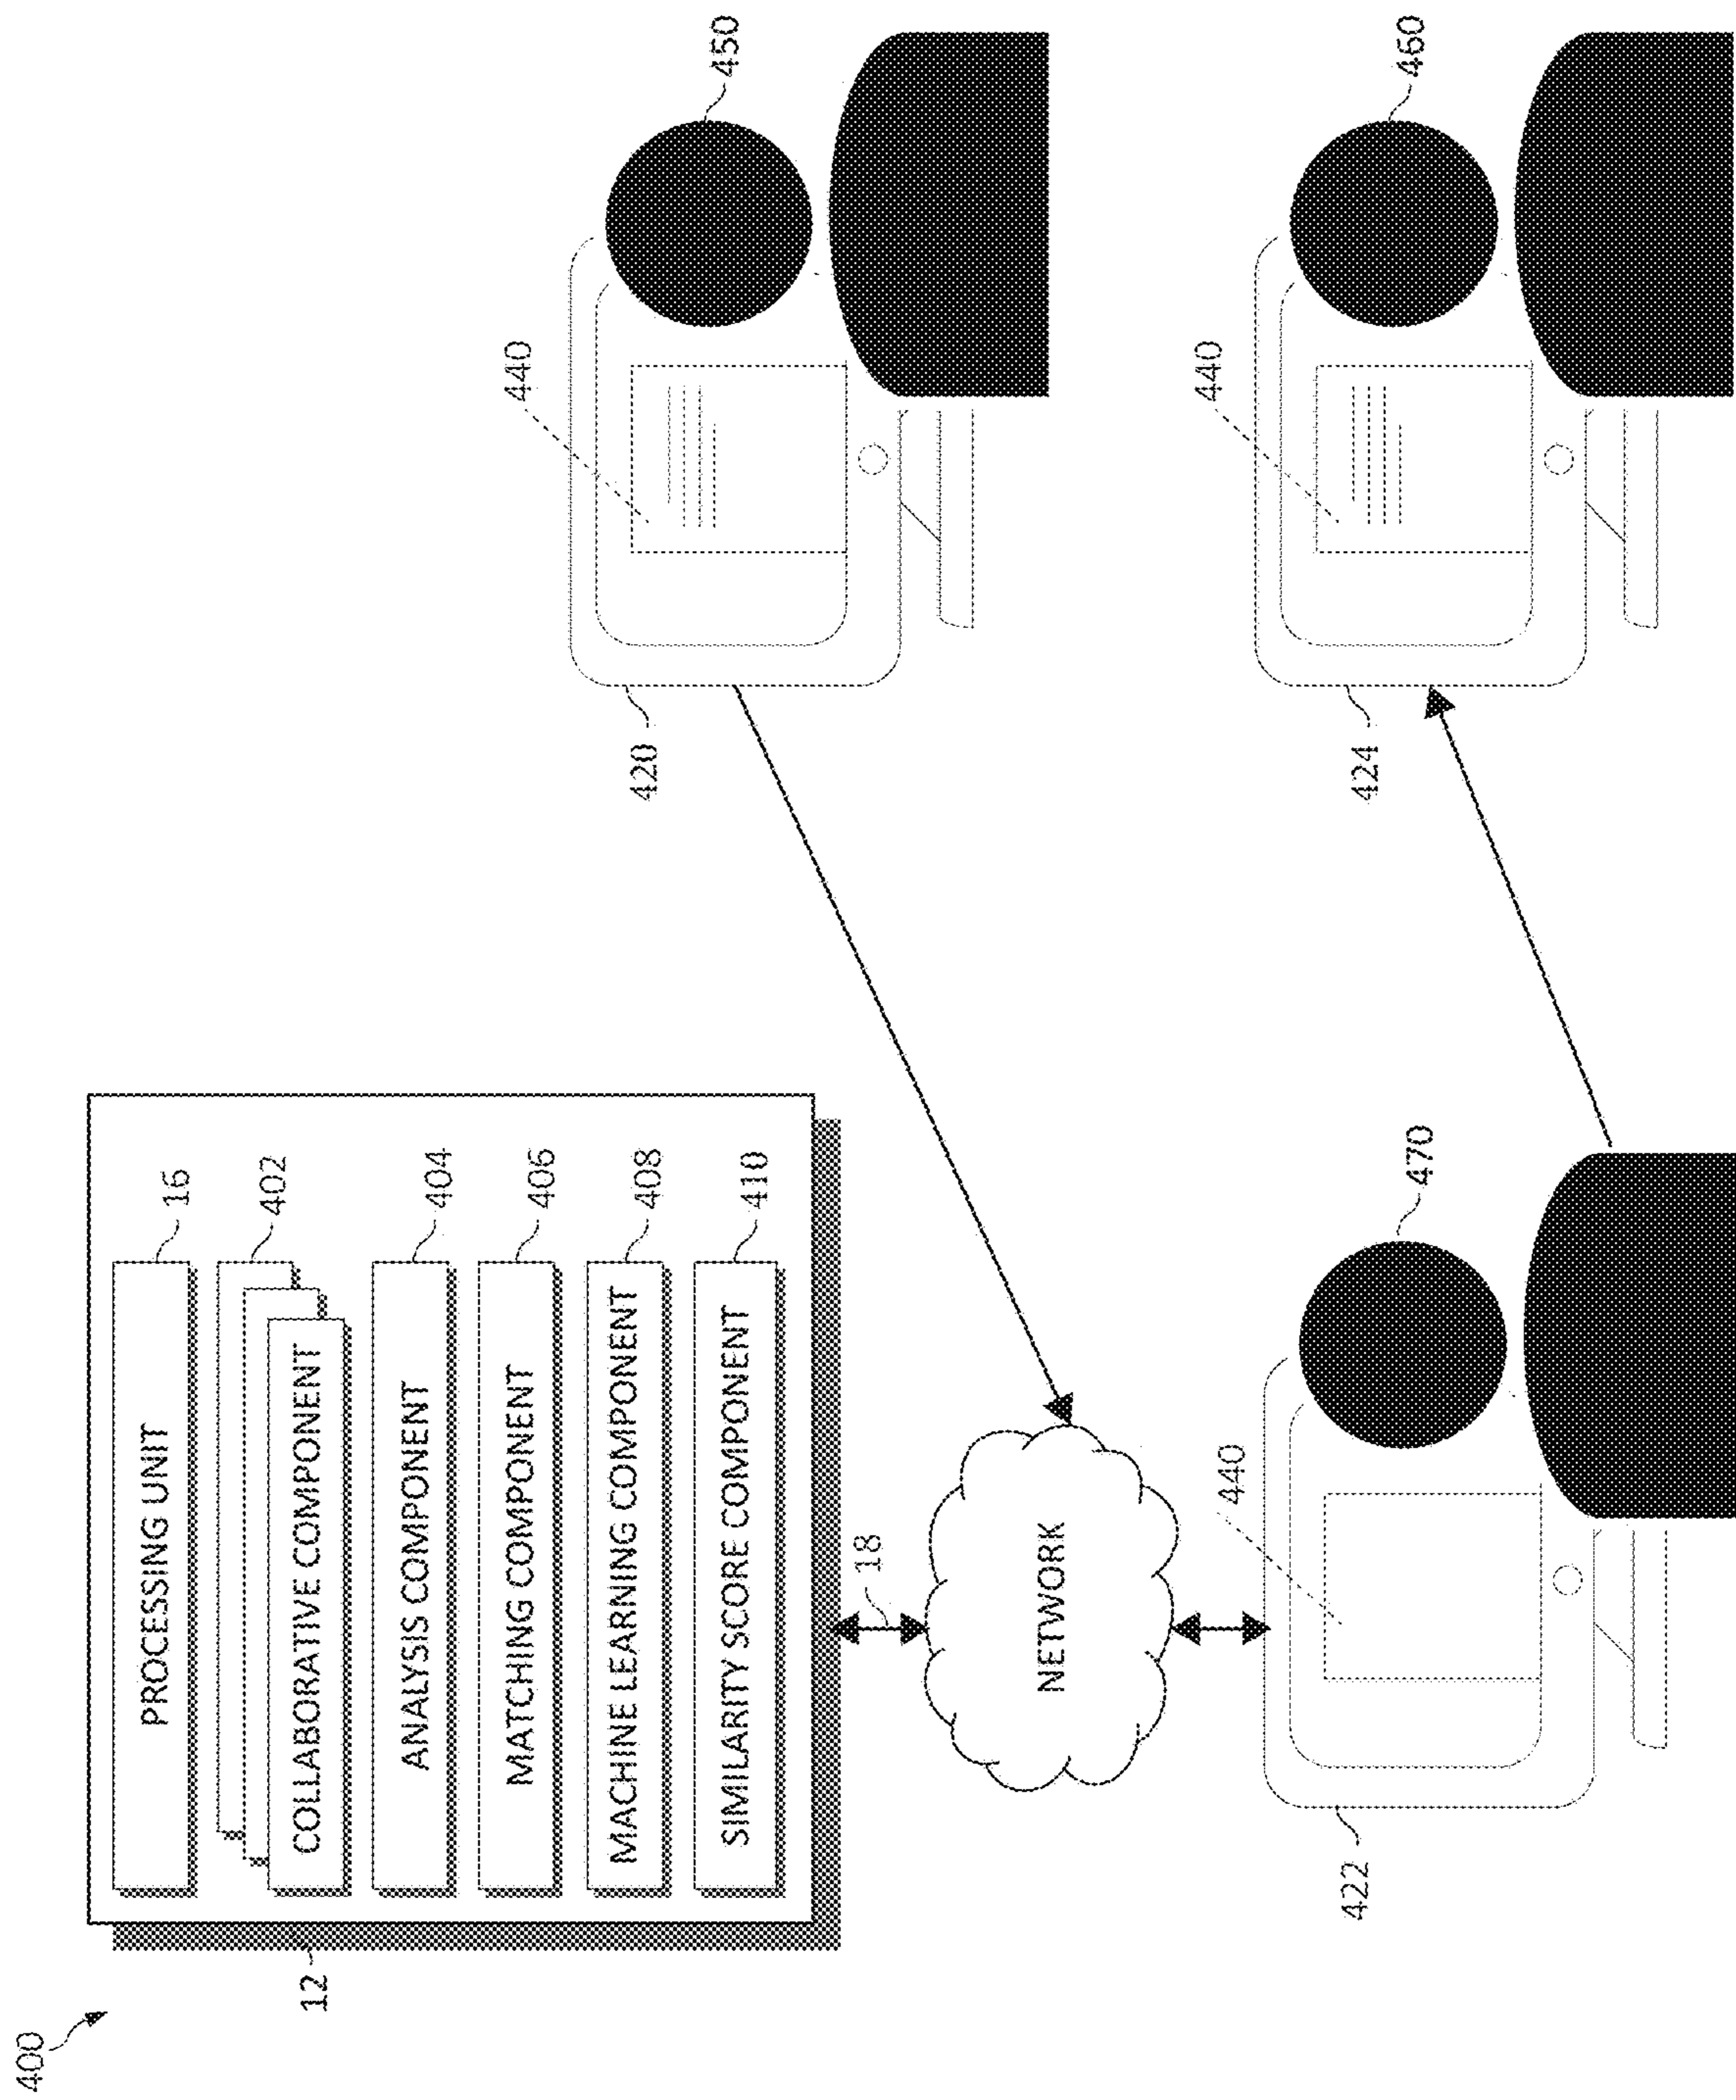 400
12
PROCESSING UNIT
16
402
COLLABORATIVE COMPONENT
ANALYSIS COMPONENT
404
MATCHING COMPONENT
406
MACHINE LEARNING COMPONENT
408
SIMILARITY SCORE COMPONENT
410
18
NETWORK
440
420
450
422
440
470
440
424
460